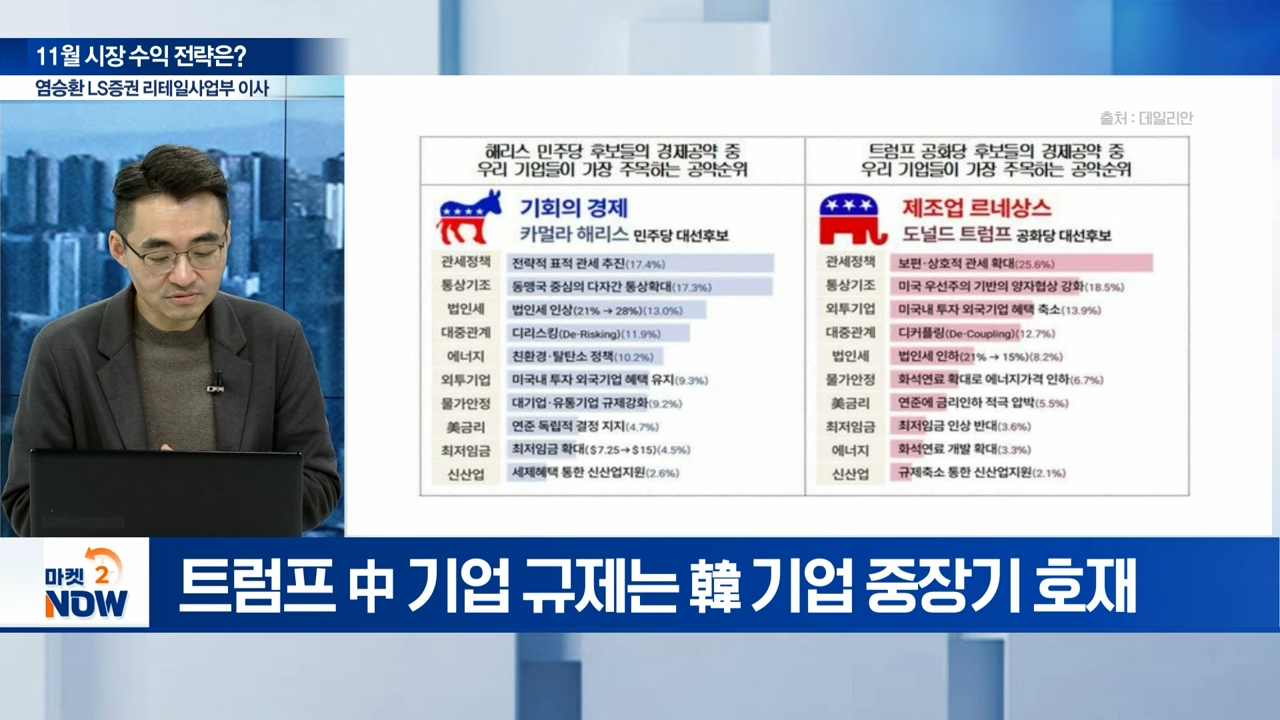 11월 시장 수익 전략은?
염승환 LS증권 리테일사업부 이사
출처 : 데일리안
해리스 민주당 후보들의 경제공약 중
우리 기업들이 가장 주목하는 공약순위
기회의 경제
카멀라 해리스 민주당 대선후보
관세정책 전략적 표적 관세 추진(17.4%)
통상기조 동맹국 중심의 다자간 통상확대(17.3%)
법인세 법인세 인상(21% → 28%)(13.0%)
대중관계 디리스킹(De-Risking)(11.9%)
에너지 친환경·탈탄소 정책(10.2%)
외투기업 미국내 투자 외국기업 혜택 유지(9.3%)
물가안정 대기업·유통기업 규제강화(9.2%)
美금리 연준 독립적 결정 지지(4.7%)
최저임금 최저임금 확대($7.25→$15)(4.5%)
신산업 세제혜택 통한 신산업지원(2.6%)
트럼프 공화당 후보들의 경제공약 중
우리 기업들이 가장 주목하는 공약순위
제조업 르네상스
도널드 트럼프 공화당 대선후보
관세정책 보편·상호적 관세 확대(25.6%)
통상기조 미국 우선주의 기반의 양자협상 강화(18.5%)
외투기업 미국내 투자 외국기업 혜택 축소(13.9%)
대중관계 디커플링(De-Coupling)(12.7%)
법인세 법인세 인하(21% → 15%)(8.2%)
물가안정 화석연료 확대로 에너지가격 인하(6.7%)
美금리 연준에 금리인하 적극 압박(5.5%)
최저임금 최저임금 인상 반대(3.6%)
에너지 화석연료 개발 확대(3.3%)
신산업 규제축소 통한 신산업지원(2.1%)
마켓 2
NOW
트럼프 中 기업 규제는 韓 기업 중장기 호재